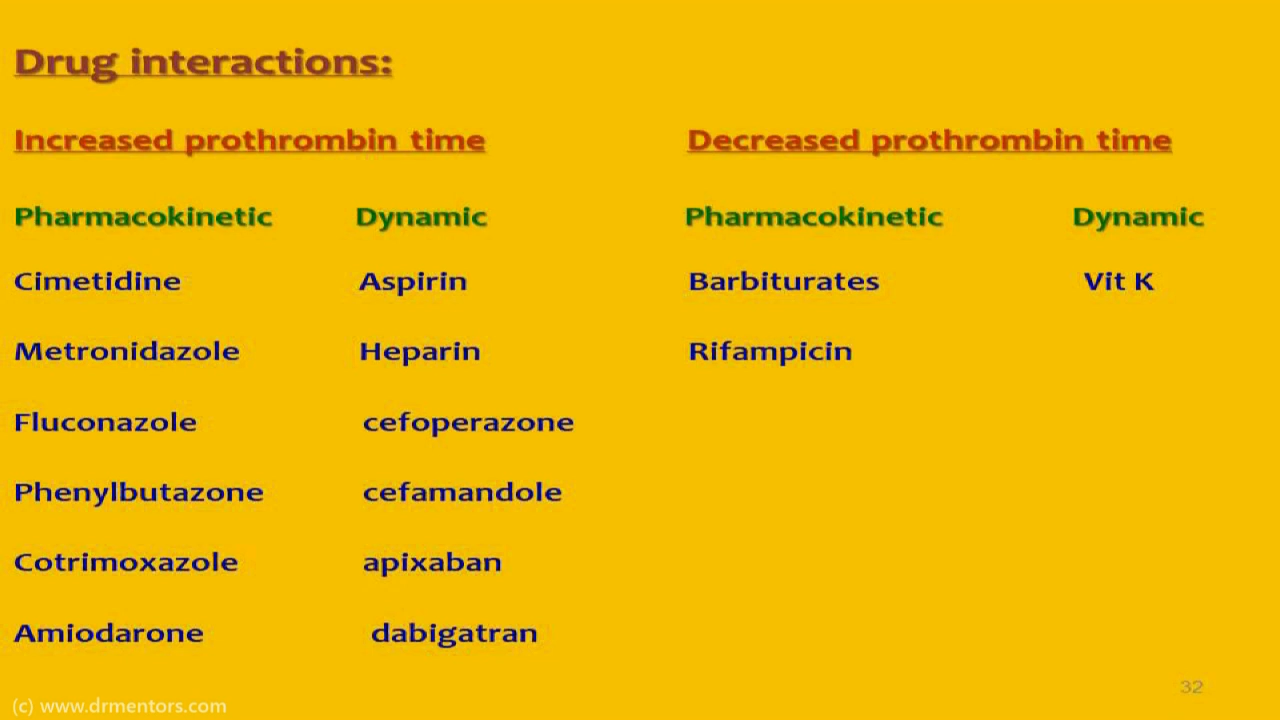 Drug interactions:
Increased prothrombin time Decreased prothrombin time
Pharmacokinetic Dynamic Pharmacokinetic Dynamic
Cimetidine Aspirin Barbiturates Vit K
Metronidazole Heparin Rifampicin
Fluconazole cefoperazone
Phenylbutazone cefamandole
Cotrimoxazole apixaban
Amiodarone dabigatran
32
(c) www.drmentors.com